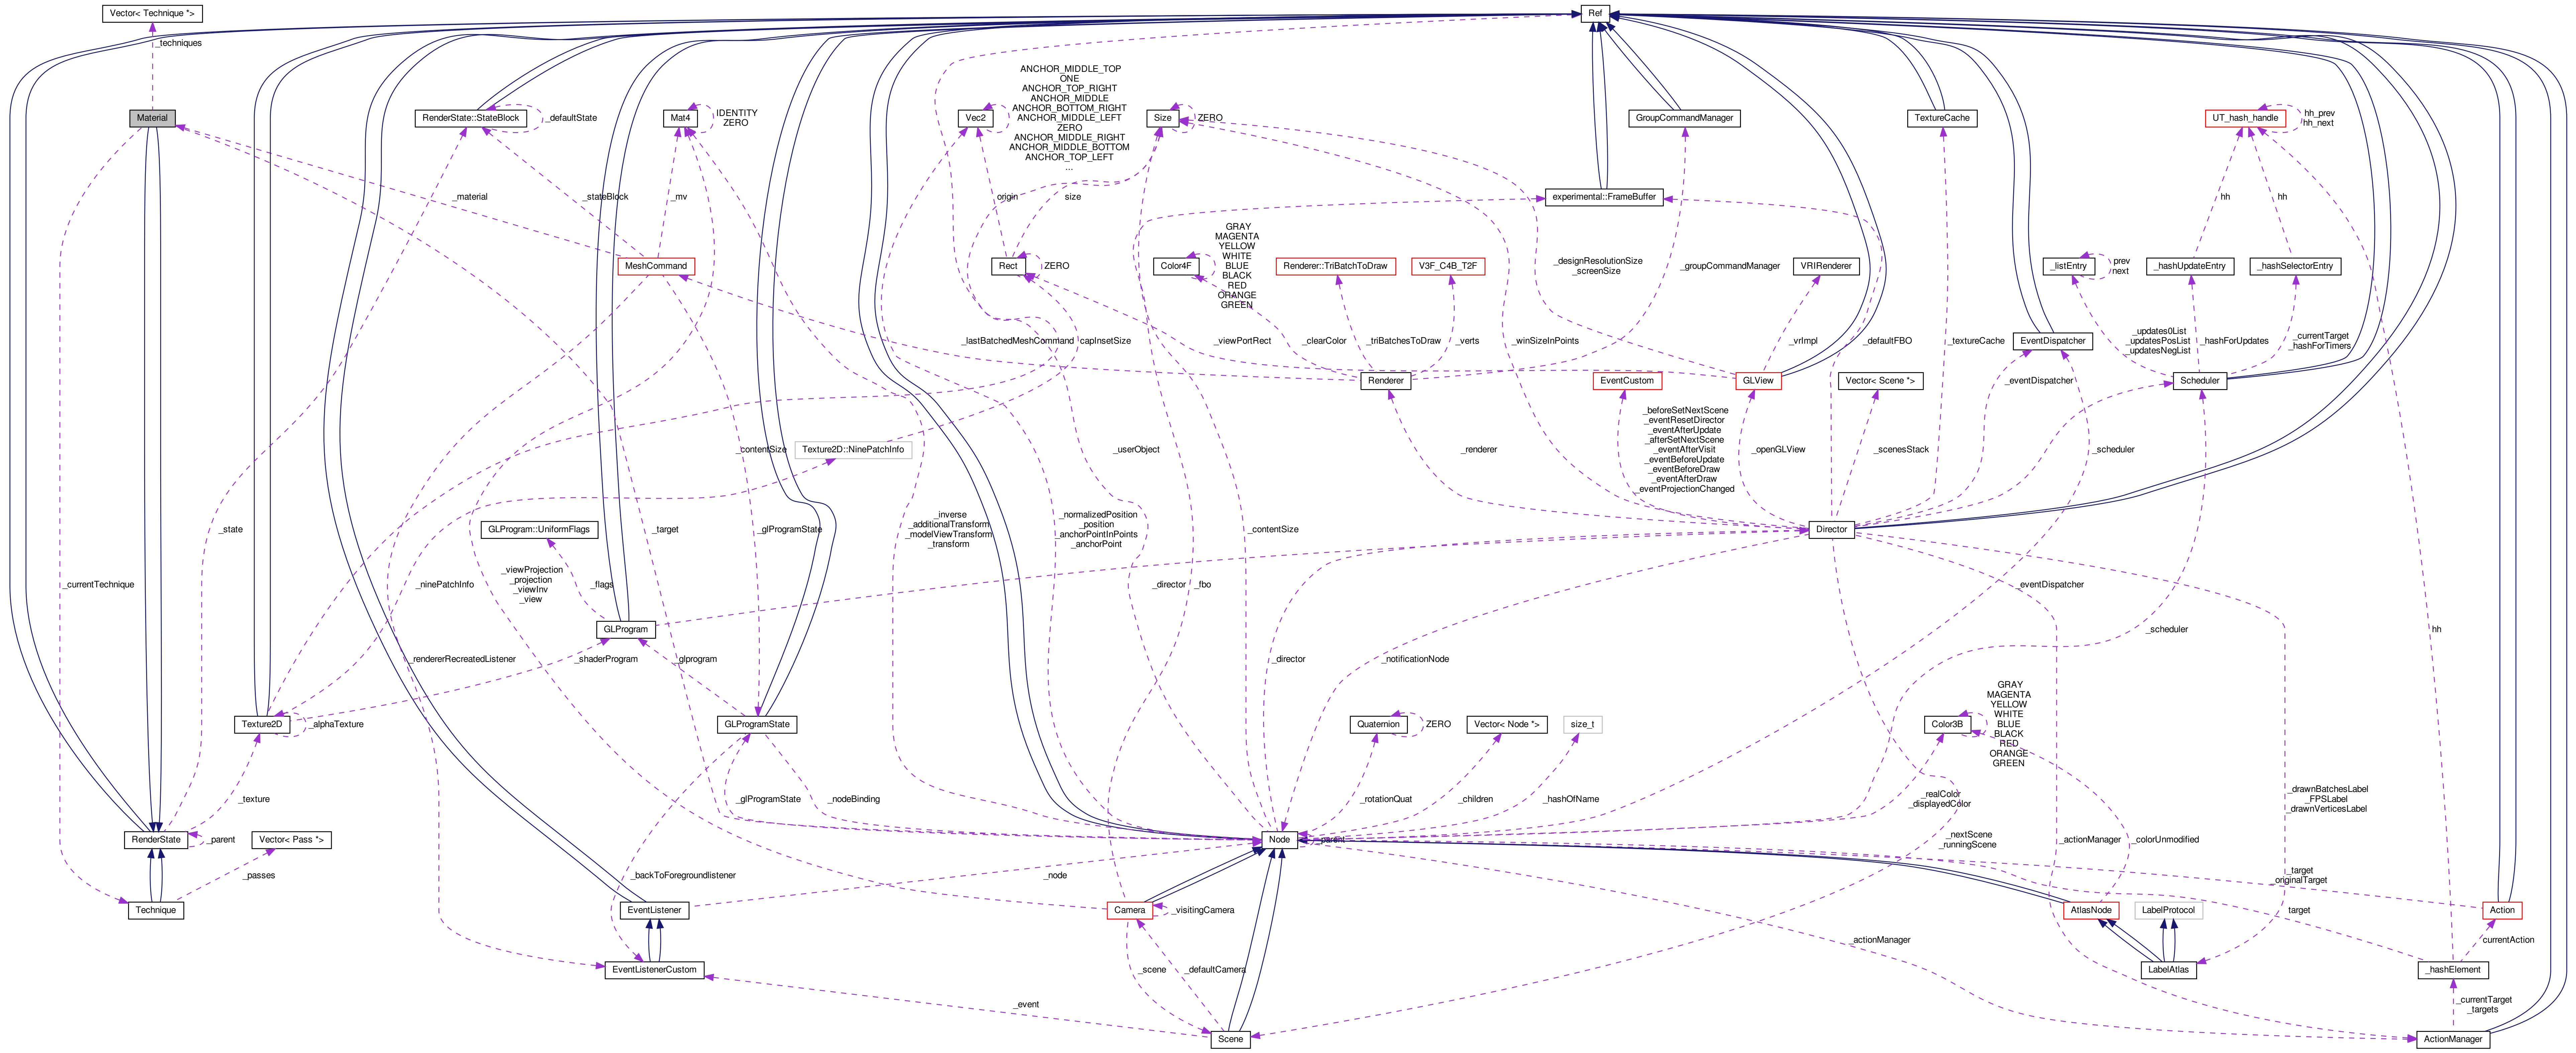 Vector< Technique *>
Ref
_techniques
ANCHOR_MIDDLE_TOP
ONE
ANCHOR_TOP_RIGHT
ANCHOR_MIDDLE
ANCHOR_BOTTOM_RIGHT
ANCHOR_MIDDLE_LEFT
ZERO
ANCHOR_MIDDLE_RIGHT
ANCHOR_MIDDLE_BOTTOM
ANCHOR_TOP_LEFT
...
Material
RenderState::StateBlock
_defaultState
Mat4
IDENTITY
ZERO
Vec2
Size
ZERO
GroupCommandManager
TextureCache
UT_hash_handle
hh_prev
hh_next
_material
_stateBlock
_mv
origin
size
experimental::FrameBuffer
hh
hh
GRAY
MAGENTA
YELLOW
WHITE
BLUE
BLACK
RED
ORANGE
GREEN
MeshCommand
Rect
ZERO
Color4F
Renderer::TriBatchToDraw
V3F_C4B_T2F
_designResolutionSize
_screenSize
_groupCommandManager
VRIRenderer
_listEntry
prev
next
_hashUpdateEntry
_hashSelectorEntry
_lastBatchedMeshCommand
capInsetSize
_viewPortRect
_clearColor
_triBatchesToDraw
_verts
_winSizeInPoints
_vrImpl
_defaultFBO
_textureCache
EventDispatcher
_updates0List
_updatesPosList
_updatesNegList
_hashForUpdates
_currentTarget
_hashForTimers
Renderer
EventCustom
GLView
Vector< Scene *>
_eventDispatcher
Scheduler
_contentSize
Texture2D::NinePatchInfo
_userObject
_renderer
_beforeSetNextScene
_eventResetDirector
_eventAfterUpdate
_afterSetNextScene
_eventAfterVisit
_eventBeforeUpdate
_eventBeforeDraw
_eventAfterDraw
_eventProjectionChanged
_openGLView
_scenesStack
_scheduler
_state
GLProgram::UniformFlags
_target
_glProgramState
_inverse
_additionalTransform
_modelViewTransform
_transform
_normalizedPosition
_position
_anchorPointInPoints
_anchorPoint
_contentSize
Director
_currentTechnique
_ninePatchInfo
_viewProjection
_projection
_viewInv
_view
_flags
_director
_fbo
_eventDispatcher
GLProgram
_scheduler
hh
_rendererRecreatedListener
_shaderProgram
_glprogram
_director
_notificationNode
GRAY
MAGENTA
YELLOW
WHITE
BLUE
BLACK
RED
ORANGE
GREEN
Texture2D
_alphaTexture
GLProgramState
Quaternion
ZERO
Vector< Node *>
size_t
Color3B
_texture
_glProgramState
_nodeBinding
_rotationQuat
_children
_hashOfName
_realColor
_displayedColor
_drawnBatchesLabel
_FPSLabel
_drawnVerticesLabel
RenderState
_parent
Vector< Pass *>
Node
_parent
_nextScene
_runningScene
_actionManager
_colorUnmodified
_passes
_backToForegroundlistener
_node
_target
_originalTarget
Technique
EventListener
Camera
_visitingCamera
AtlasNode
LabelProtocol
target
Action
_actionManager
currentAction
EventListenerCustom
_scene
_defaultCamera
LabelAtlas
_hashElement
_event
_currentTarget
_targets
Scene
ActionManager